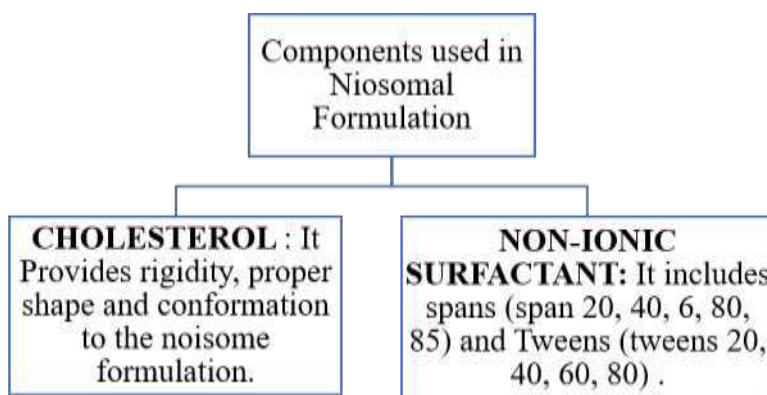 Components used in
Niosomal
Formulation
CHOLESTEROL : It
Provides rigidity, proper
shape and conformation
to the noisome
formulation.
NON-IONIC
SURFACTANT: It includes
spans (span 20, 40, 6, 80,
85) and Tweens (tweens 20,
40, 60, 80) .